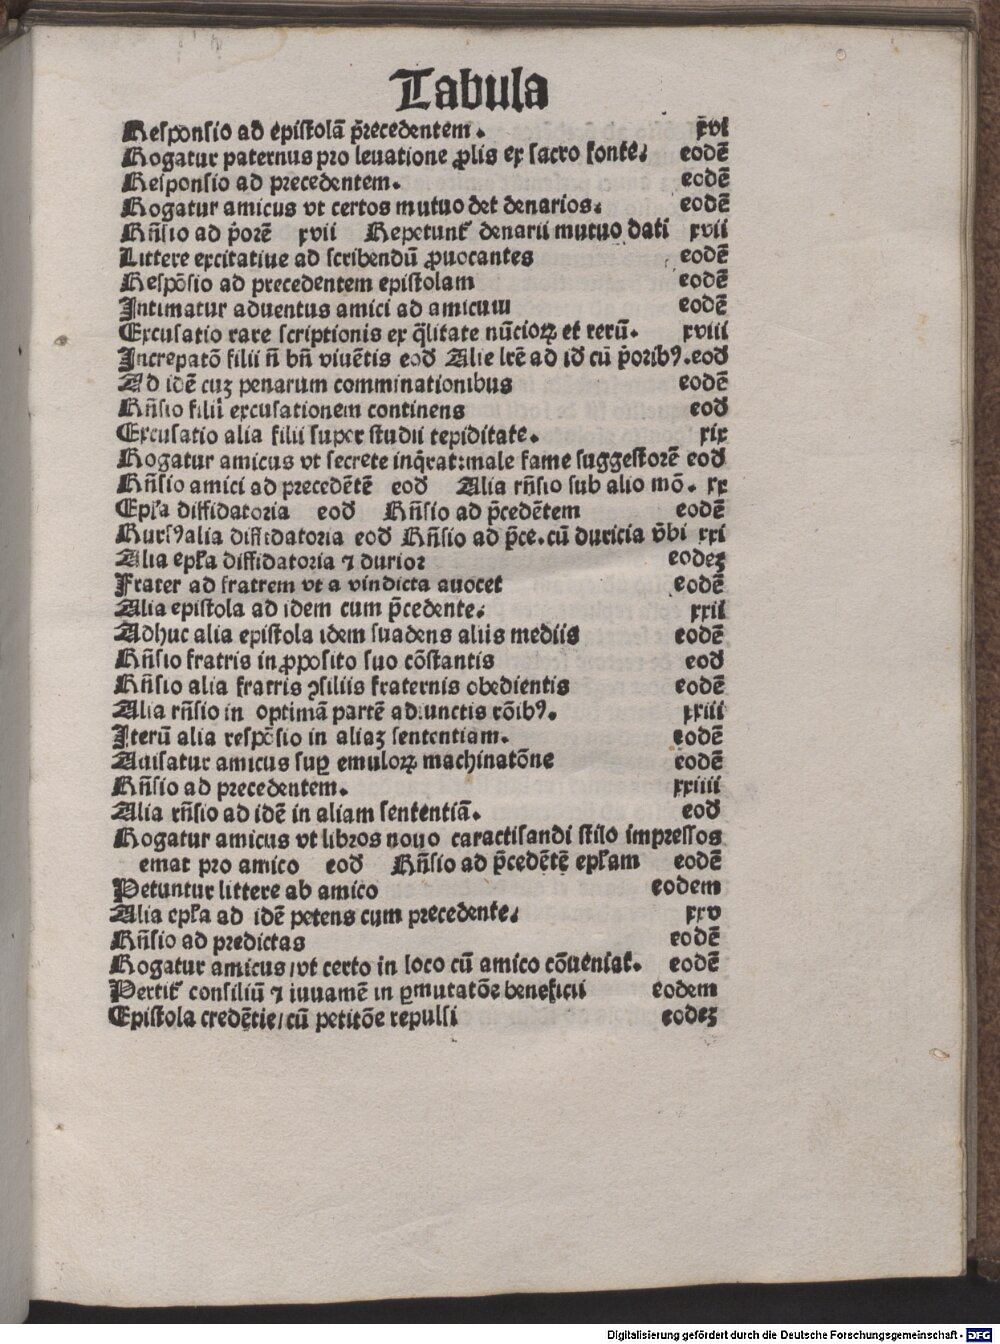 Tabula
Responsio ad epistolā p̄recedentem. xvi
Rogatur paternus pro leuatione ꝓlis ex sacro fonte. eodē
Responsio ad precedentem. eodē
Rogatur amicus vt certos mutuo det denarios. eodē
Rn̄sio ad p̄orē xvii Repetunt᷑ denarii mutuo dati xvii
Littere excitatiue ad scribendū ꝓuocantes eodē
Respōsio ad precedentem epistolam eodē
Intimatur aduentus amici ad amicum eodē
Excusatio rare scriptionis ex q̄litate nūcioꝝ et rerū. xviii
Increpatō filii n̄ bn̄ viuētis eod̄ Alie lr̄e ad id cū p̄oribꝰ. eod̄
Ad idē cuꝫ penarum comminationibus eodē
Rn̄sio filii excusationem continens eod̄
Excusatio alia filii super studii tepiditate. xix
Rogatur amicus vt secrete inq̄rat: male fame suggestorē eod̄
Rn̄sio amici ad precedētē eod̄ Alia rn̄sio sub alio mō. xx
Ep̄la diffidatoria eod̄ Rn̄sio ad p̄cedētem eodē
Rursꝰ alia diffidatoria eod̄ Rn̄sio ad p̄ce. cū duricia v̄bi xxi
Alia ep̄la diffidatoria ⁊ durior eodeꝫ
Frater ad fratrem vt a vindicta auocet eodē
Alia epistola ad idem cum p̄cedente. xxii
Adhuc alia epistola idem suadens aliis mediis eodē
Rn̄sio fratris in ꝓposito suo cōstantis eod̄
Rn̄sio alia fratris ꝯsiliis fraternis obedientis eodē
Alia rn̄sio in optimā partē adiunctis rōibꝰ. xxiii
Iterū alia respōsio in aliaꝫ sententiam. eodē
Auisatur amicus suꝑ emuloꝝ machinatōne eodē
Rn̄sio ad precedentem. xxiiii
Alia rn̄sio ad idē in aliam sententiā. eod̄
Rogatur amicus vt libros nouo caractisandi stilo impressos
emat pro amico eod̄ Rn̄sio ad p̄cedētē ep̄lam eodē
Petuntur littere ab amico eodem
Alia ep̄la ad idē petens cum precedente. xxv
Rn̄sio ad predictas eodē
Rogatur amicus/vt certo in loco cū amico cōueniat. eodē
Pertit᷑ consiliū ⁊ iuuamē in ꝑmutatōe beneficii eodem
Epistola credētie/cū petitōe repulsi eodeꝫ
Digitalisierung gefördert durch die Deutsche Forschungsgemeinschaft - DFG